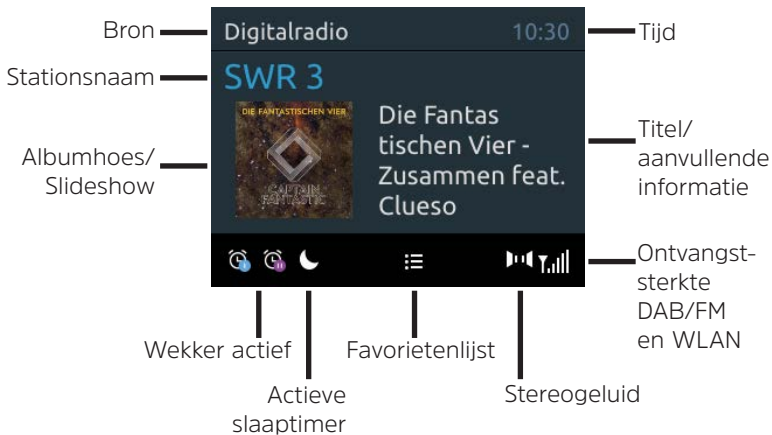 Bron
Digitalradio
10:30
Tijd
Stationsnaam
SWR 3
Albumhoes/
Slideshow
DIE FANTASTISCHEN VIER
CAPTAIN
FANTASTIC
Die Fantas
tischen Vier -
Zusammen feat.
Clueso
Titel/
aanvullende
informatie
Ontvangst-
sterkte
DAB/FM
en WLAN
Wekker actief
Favorietenlijst
Actieve
slaaptimer
Stereogeluid